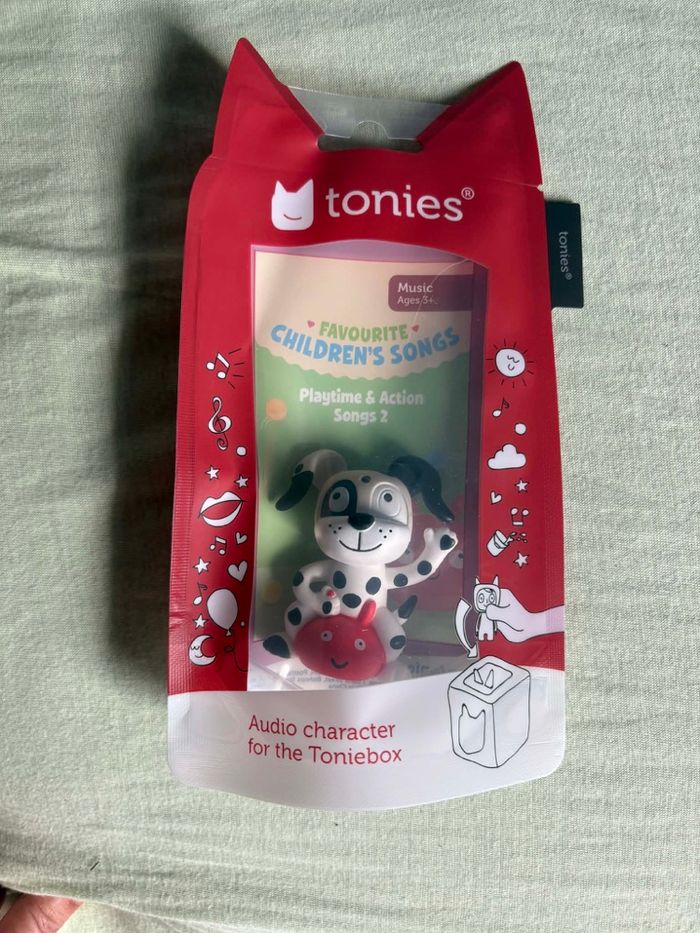 tonies®
tonies®
Music
Ages 3+
FAVOURITE
CHILDREN'S SONGS
Playtime & Action
Songs 2
Audio character
for the Toniebox